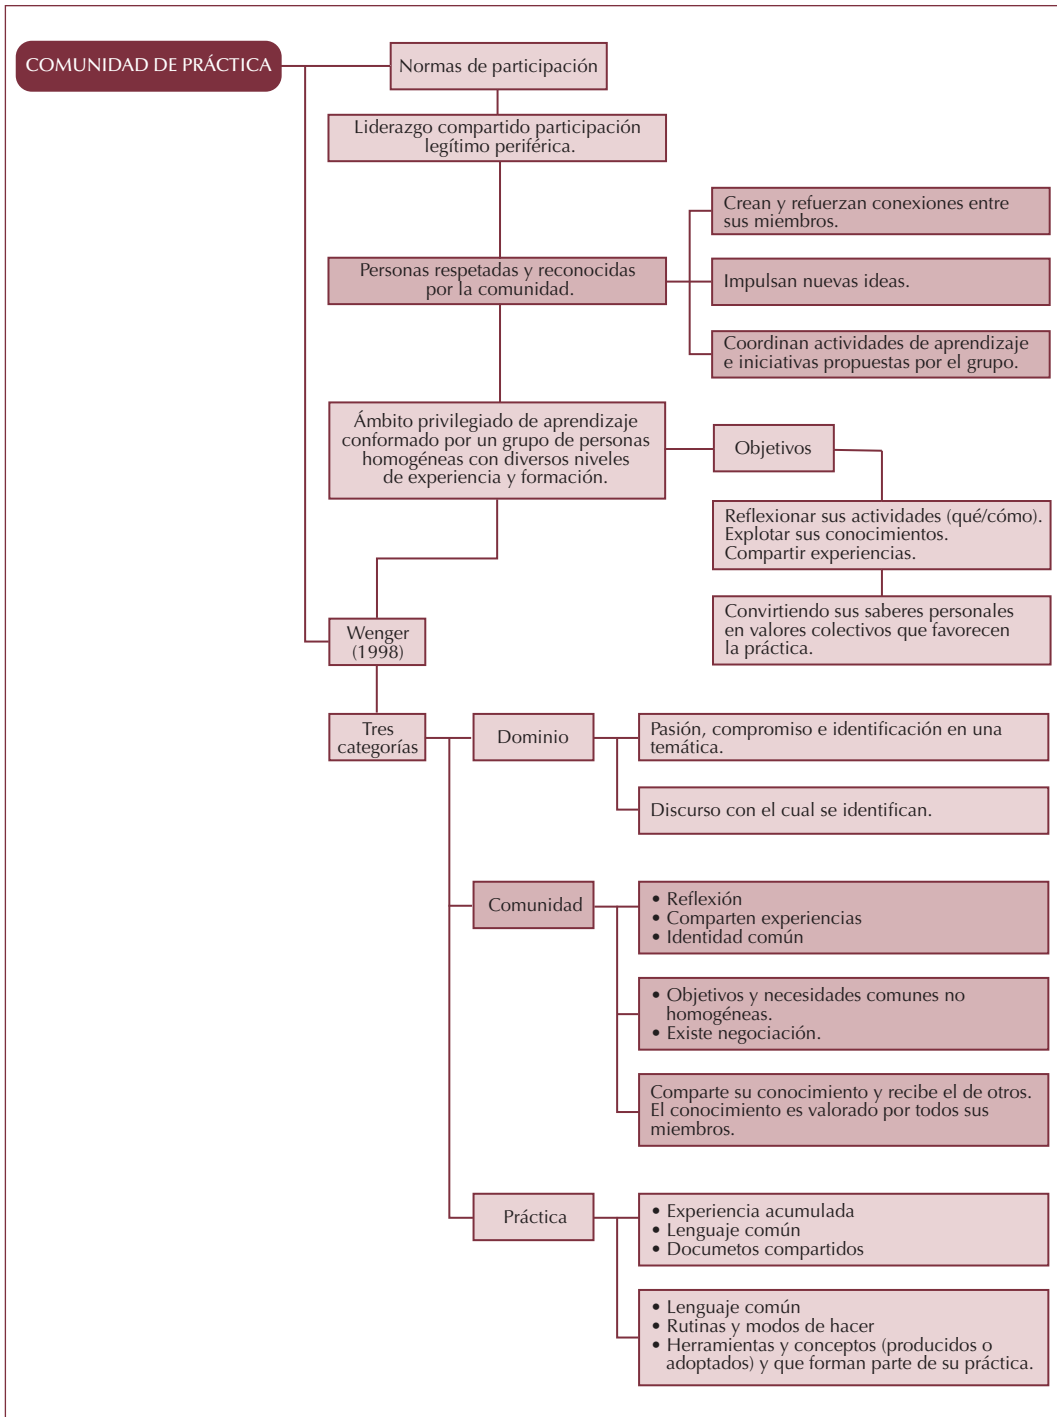 COMUNIDAD DE PRÁCTICA
Normas de participación
Liderazgo compartido participación
legítimo periférica.
Personas respetadas y reconocidas
por la comunidad.
Crean y refuerzan conexiones entre
sus miembros.
Impulsan nuevas ideas.
Coordinan actividades de aprendizaje
e iniciativas propuestas por el grupo.
Ámbito privilegiado de aprendizaje
conformado por un grupo de personas
homogéneas con diversos niveles
de experiencia y formación.
Objetivos
Reflexionar sus actividades (qué/cómo).
Explotar sus conocimientos.
Compartir experiencias.
Convirtiendo sus saberes personales
en valores colectivos que favorecen
la práctica.
Wenger
(1998)
Tres
categorías
Dominio
Pasión, compromiso e identificación en una
temática.
Discurso con el cual se identifican.
Comunidad
• Reflexión
• Comparten experiencias
• Identidad común
• Objetivos y necesidades comunes no
homogéneas.
• Existe negociación.
Comparte su conocimiento y recibe el de otros.
El conocimiento es valorado por todos sus
miembros.
Práctica
• Experiencia acumulada
• Lenguaje común
• Documetos compartidos
• Lenguaje común
• Rutinas y modos de hacer
• Herramientas y conceptos (producidos o
adoptados) y que forman parte de su práctica.